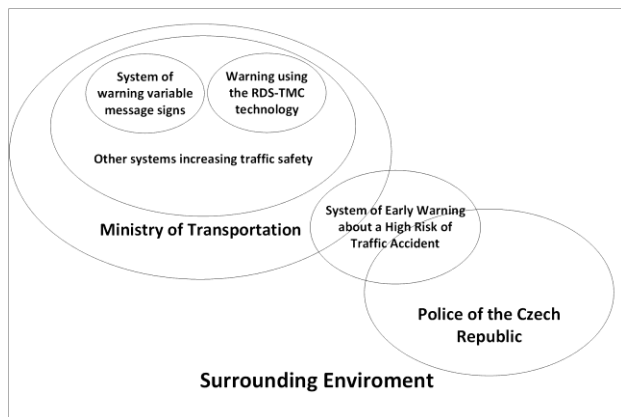 System of
warning variable
message signs
Warning using
the RDS-TMC
technology
Other systems increasing traffic safety
Ministry of Transportation
System of Early Warning
about a High Risk of
Traffic Accident
Police of the Czech
Republic
Surrounding Enviroment